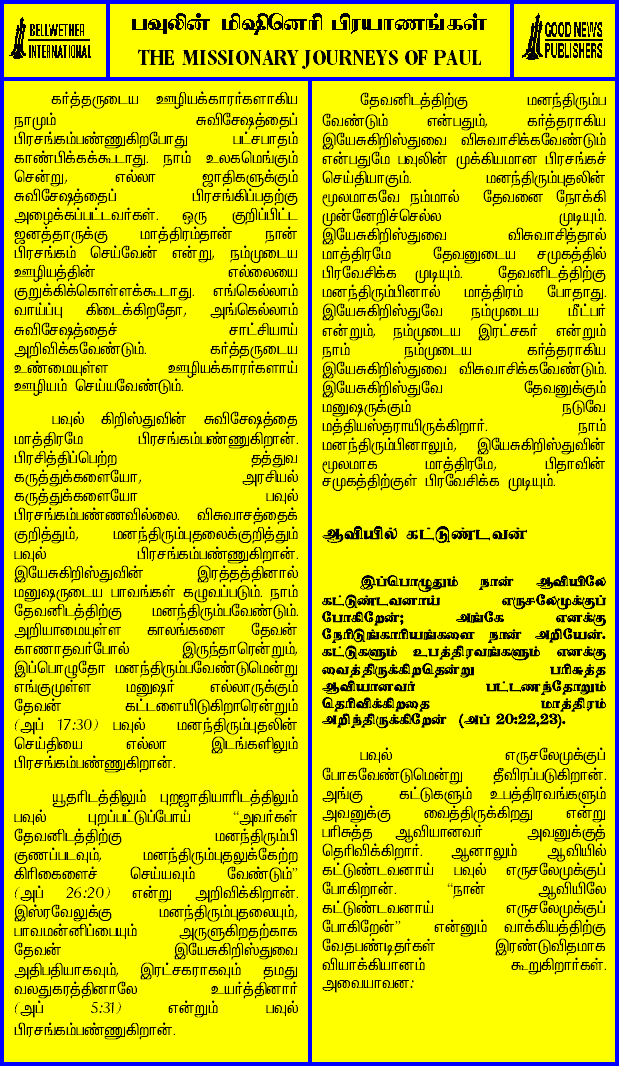 BELLWETHER
INTERNATIONAL
பவுலின் மிஷினெரி பிரயாணங்கள்
THE MISSIONARY JOURNEYS OF PAUL
GOOD NEWS
PUBLISHERS
கர்த்தருடைய ஊழியக்காரர்களாகிய
நாமும் சுவிசேஷத்தைப்
பிரசங்கம்பண்ணுகிறபோது பட்சபாதம்
காண்பிக்கக்கூடாது. நாம் உலகமெங்கும்
சென்று, எல்லா ஜாதிகளுக்கும்
சுவிசேஷத்தைப் பிரசங்கிப்பதற்கு
அழைக்கப்பட்டவர்கள். ஒரு குறிப்பிட்ட
ஜனத்தாருக்கு மாத்திரம்தான் நான்
பிரசங்கம் செய்வேன் என்று, நம்முடைய
ஊழியத்தின் எல்லையை
குறுக்கிக்கொள்ளக்கூடாது. எங்கெல்லாம்
வாய்ப்பு கிடைக்கிறதோ, அங்கெல்லாம்
சுவிசேஷத்தைச் சாட்சியாய்
அறிவிக்கவேண்டும். கர்த்தருடைய
உண்மையுள்ள ஊழியக்காரர்களாய்
ஊழியம் செய்யவேண்டும்.
பவுல் கிறிஸ்துவின் சுவிசேஷத்தை
மாத்திரமே பிரசங்கம்பண்ணுகிறான்.
பிரசித்திப்பெற்ற தத்துவ
கருத்துக்களையோ, அரசியல்
கருத்துக்களையோ பவுல்
பிரசங்கம்பண்ணவில்லை. விசுவாசத்தைக்
குறித்தும், மனந்திரும்புதலைக்குறித்தும்
பவுல் பிரசங்கம்பண்ணுகிறான்.
இயேசுகிறிஸ்துவின் இரத்தத்தினால்
மனுஷருடைய பாவங்கள் கழுவப்படும். நாம்
தேவனிடத்திற்கு மனந்திரும்பவேண்டும்.
அறியாமையுள்ள காலங்களை தேவன்
காணாதவர்போல் இருந்தாரென்றும்,
இப்பொழுதோ மனந்திரும்பவேண்டுமென்று
எங்குமுள்ள மனுஷர் எல்லாருக்கும்
தேவன் கட்டளையிடுகிறாரென்றும்
(அப் 17:30) பவுல் மனந்திரும்புதலின்
செய்தியை எல்லா இடங்களிலும்
பிரசங்கம்பண்ணுகிறான்.
யூதரிடத்திலும் புறஜாதியாரிடத்திலும்
பவுல் புறப்பட்டுப்போய் "அவர்கள்
தேவனிடத்திற்கு மனந்திரும்பி
குணப்படவும், மனந்திரும்புதலுக்கேற்ற
கிரிகைளைச் செய்யவும் வேண்டும்"
(அப் 26:20) என்று அறிவிக்கிறான்.
இஸ்ரவேலுக்கு மனந்திரும்புதலையும்,
பாவமன்னிப்பையும் அருளுகிறதற்காக
தேவன் இயேசுகிறிஸ்துவை
அதிபதியாகவும், இரட்சகராகவும் தமது
வலதுகரத்தினாலே உயர்த்தினார்
(அப் 5:31) என்றும் பவுல்
பிரசங்கம்பண்ணுகிறான்.
தேவனிடத்திற்கு மனந்திரும்ப
வேண்டும் என்பதும், கர்த்தராகிய
இயேசுகிறிஸ்துவை விசுவாசிக்கவேண்டும்
என்பதுமே பவுலின் முக்கியமான பிரசங்கச்
செய்தியாகும். மனந்திரும்புதலின்
மூலமாகவே நம்மால் தேவனை நோக்கி
முன்னேறிச்செல்ல முடியும்.
இயேசுகிறிஸ்துவை விசுவாசித்தால்
மாத்திரமே தேவனுடைய சமுகத்தில்
பிரவேசிக்க முடியும். தேவனிடத்திற்கு
மனந்திரும்பினால் மாத்திரம் போதாது.
இயேசுகிறிஸ்துவே நம்முடைய மீட்பர்
என்றும், நம்முடைய இரட்சகர் என்றும்
நாம் நம்முடைய கர்த்தராகிய
இயேசுகிறிஸ்துவை விசுவாசிக்கவேண்டும்.
இயேசுகிறிஸ்துவே தேவனுக்கும்
மனுஷருக்கும் நடுவே
மத்தியஸ்தராயிருக்கிறார். நாம்
மனந்திரும்பினாலும், இயேசுகிறிஸ்துவின்
மூலமாக மாத்திரமே, பிதாவின்
சமுகத்திற்குள் பிரவேசிக்க முடியும்.
ஆவியில் கட்டுண்டவன்
இப்பொழுதும் நான் ஆவியிலே
கட்டுண்டவனாய் எருசலேமுக்குப்
போகிறேன்; அங்கே எனக்கு
நேரிடுங்காரியங்களை நான் அறியேன்.
கட்டுகளும் உபத்திரவங்களும் எனக்கு
வைத்திருக்கிறதென்று பரிசுத்த
ஆவியானவர் பட்டணந்தோறும்
தெரிவிக்கிறதை மாத்திரம்
அறிந்திருக்கிறேன் (அப் 20:22,23).
பவுல் எருசலேமுக்குப்
போகவேண்டுமென்று தீவிரப்படுகிறான்.
அங்கு கட்டுகளும் உபத்திரவங்களும்
அவனுக்கு வைத்திருக்கிறது என்று
பரிசுத்த ஆவியானவர் அவனுக்குத்
தெரிவிக்கிறார். ஆனாலும் ஆவியில்
கட்டுண்டவனாய் பவுல் எருசலேமுக்குப்
போகிறான். "நான் ஆவியிலே
கட்டுண்டவனாய் எருசலேமுக்குப்
போகிறேன்" என்னும் வாக்கியத்திற்கு
வேதபண்டிதர்கள் இரண்டுவிதமாக
வியாக்கியானம் கூறுகிறார்கள்.
அவையாவன: